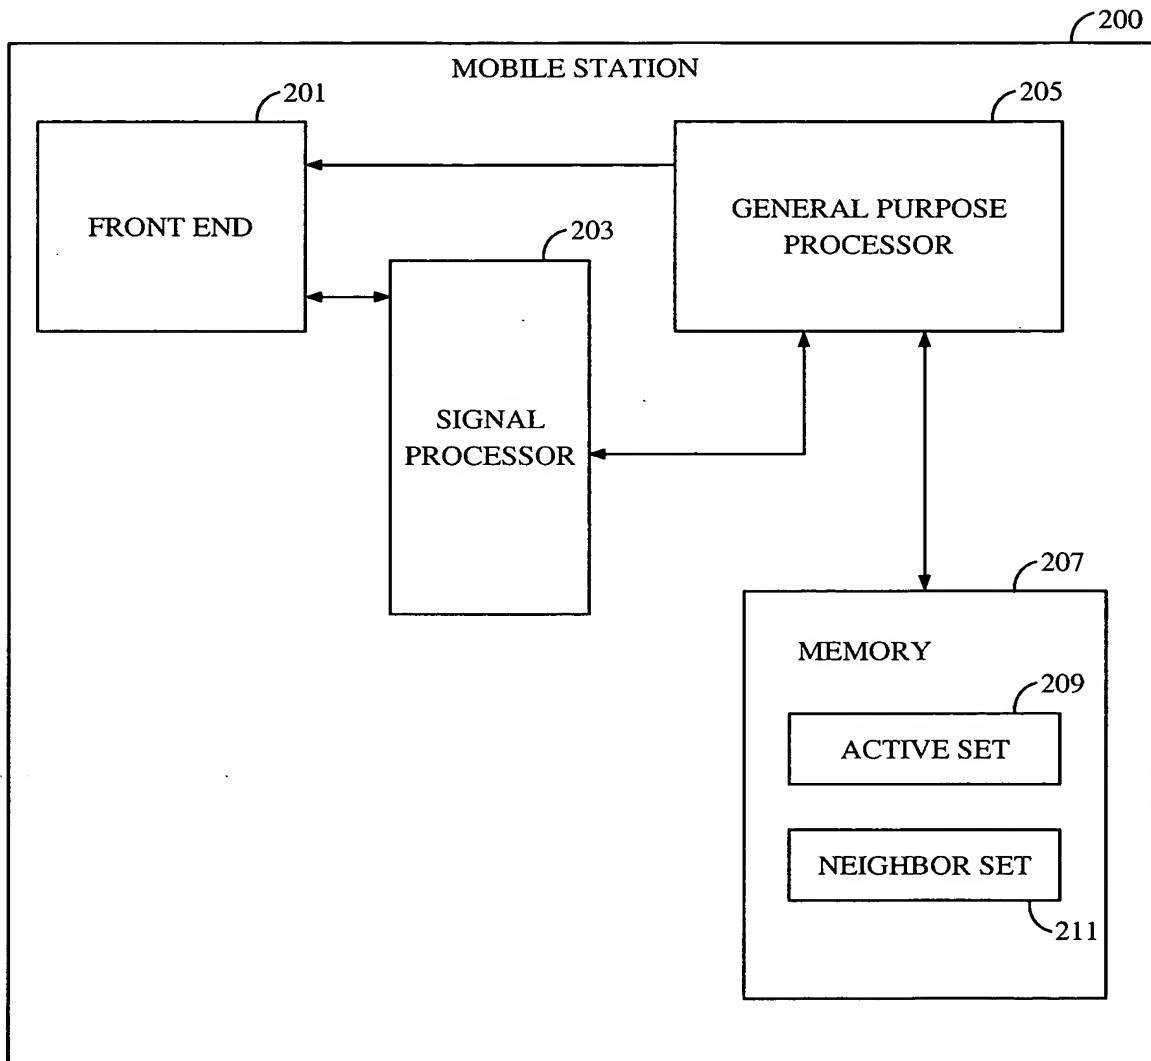 200
MOBILE STATION
201
205
FRONT END
GENERAL PURPOSE
PROCESSOR
203
SIGNAL
PROCESSOR
207
MEMORY
209
ACTIVE SET
NEIGHBOR SET
211